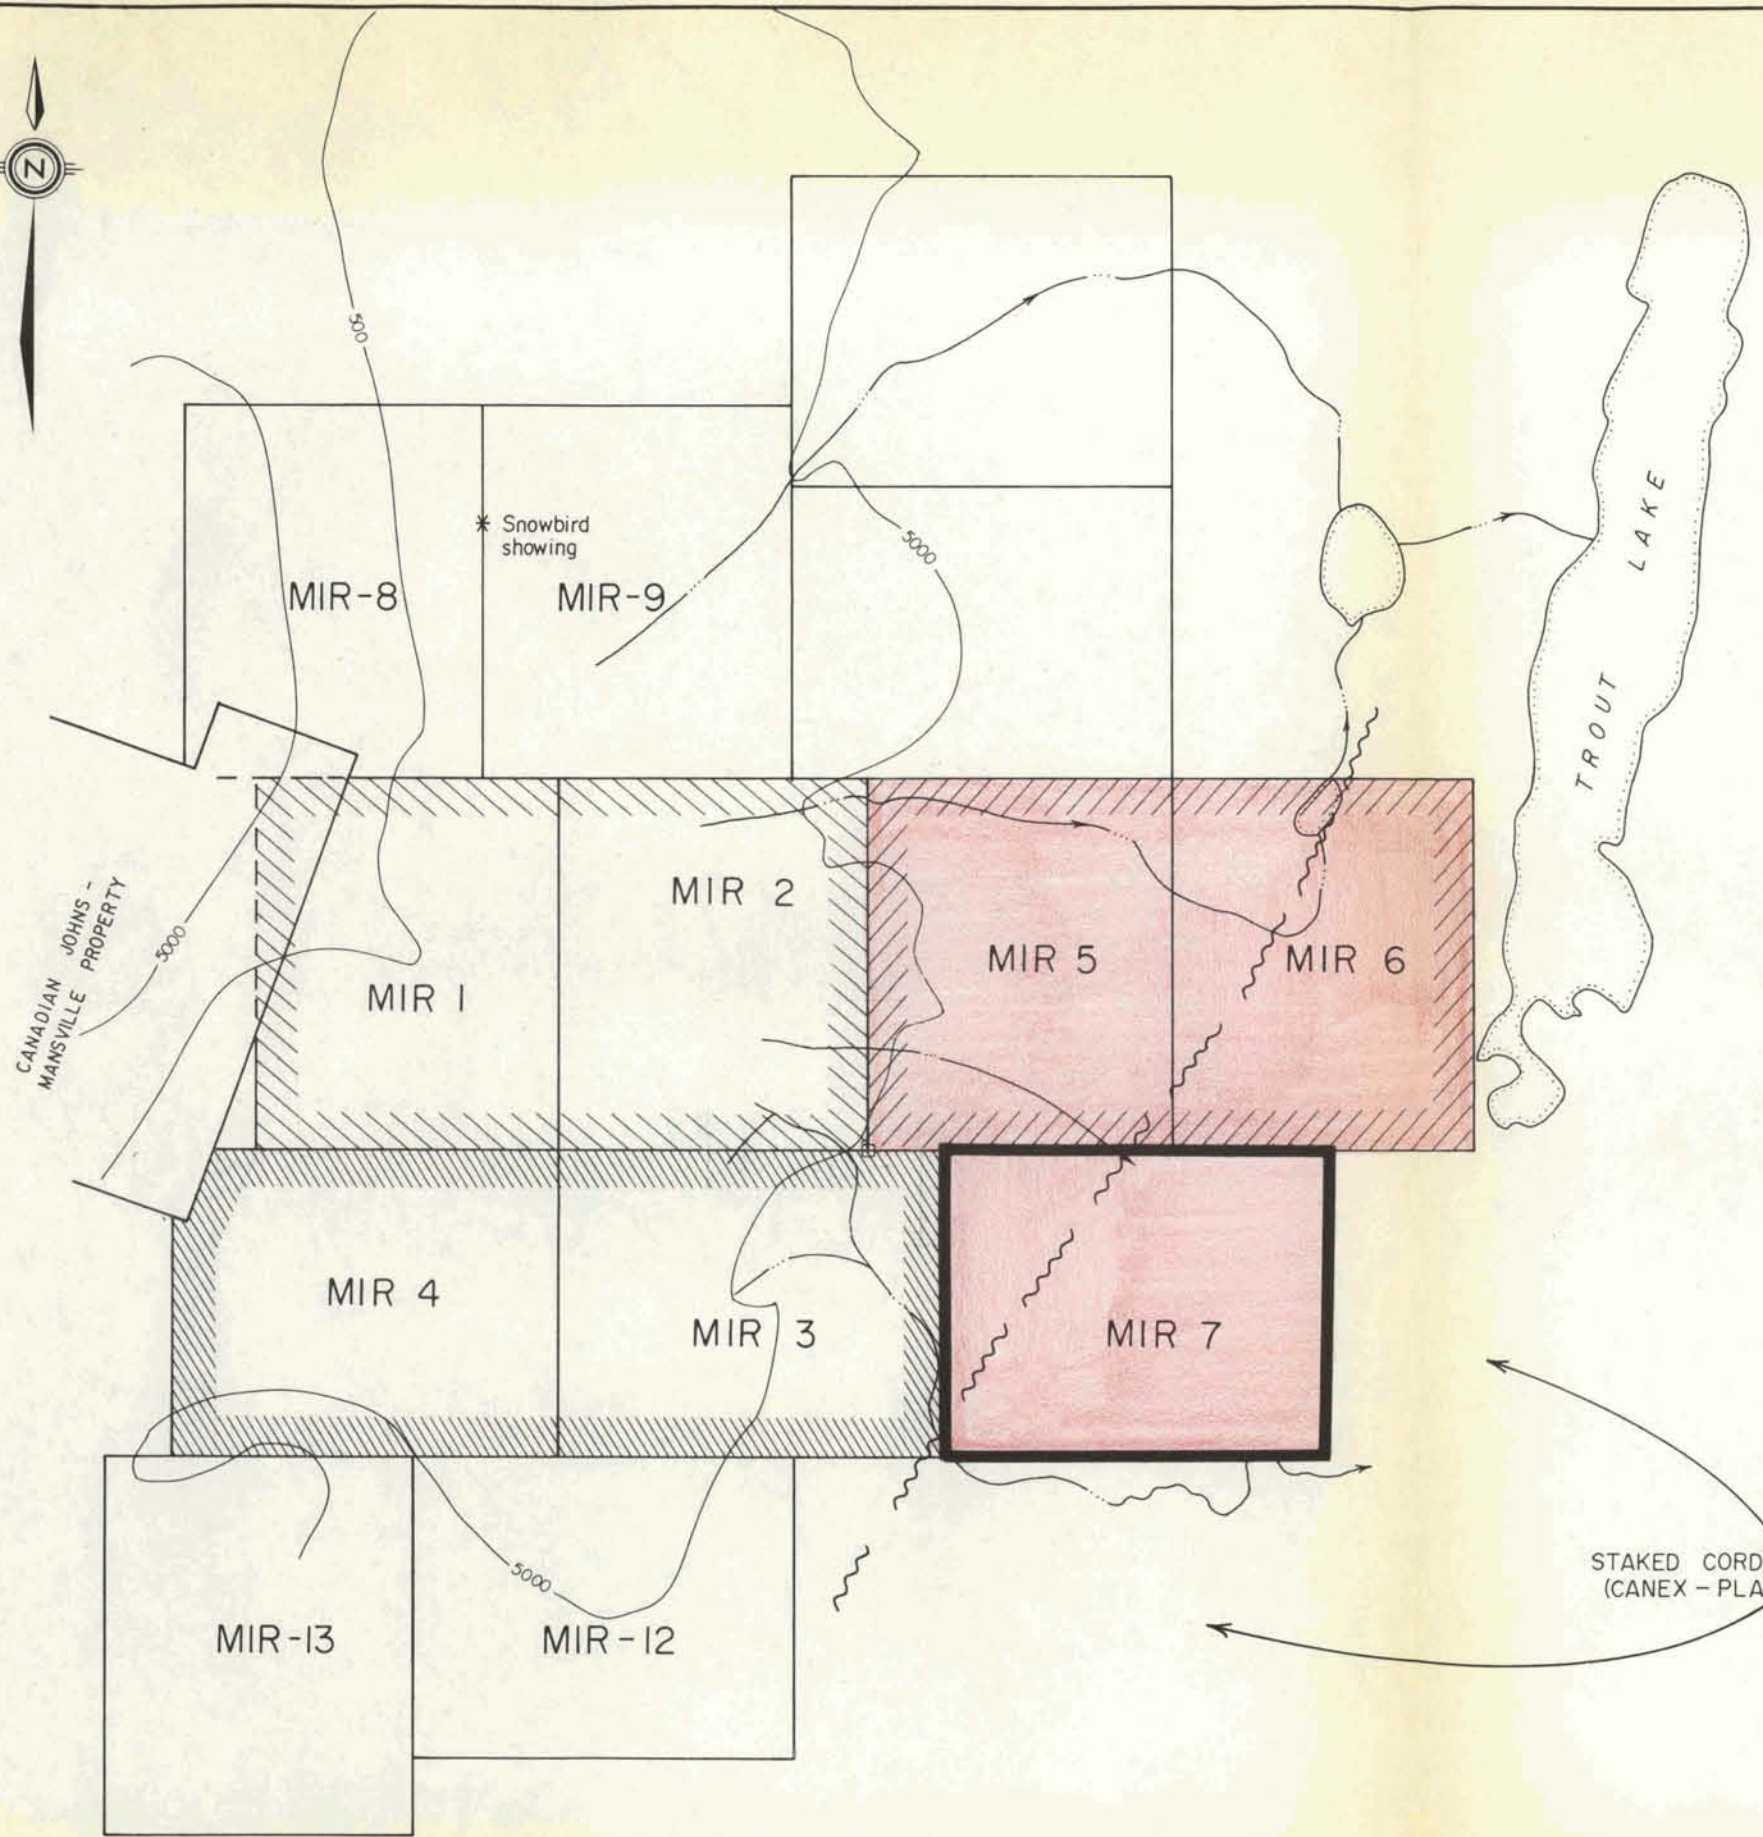 N
500
Snowbird
showing
MIR-8
MIR-9
5000
TROUT LAKE
CANADIAN JOHNS-
MANSVILLE PROPERTY
5000
MIR 2
MIR 1
MIR 5
MIR 6
MIR 4
MIR 3
MIR 7
5000
STAKED CORD
(CANEX-PLA
MIR-13
MIR-12